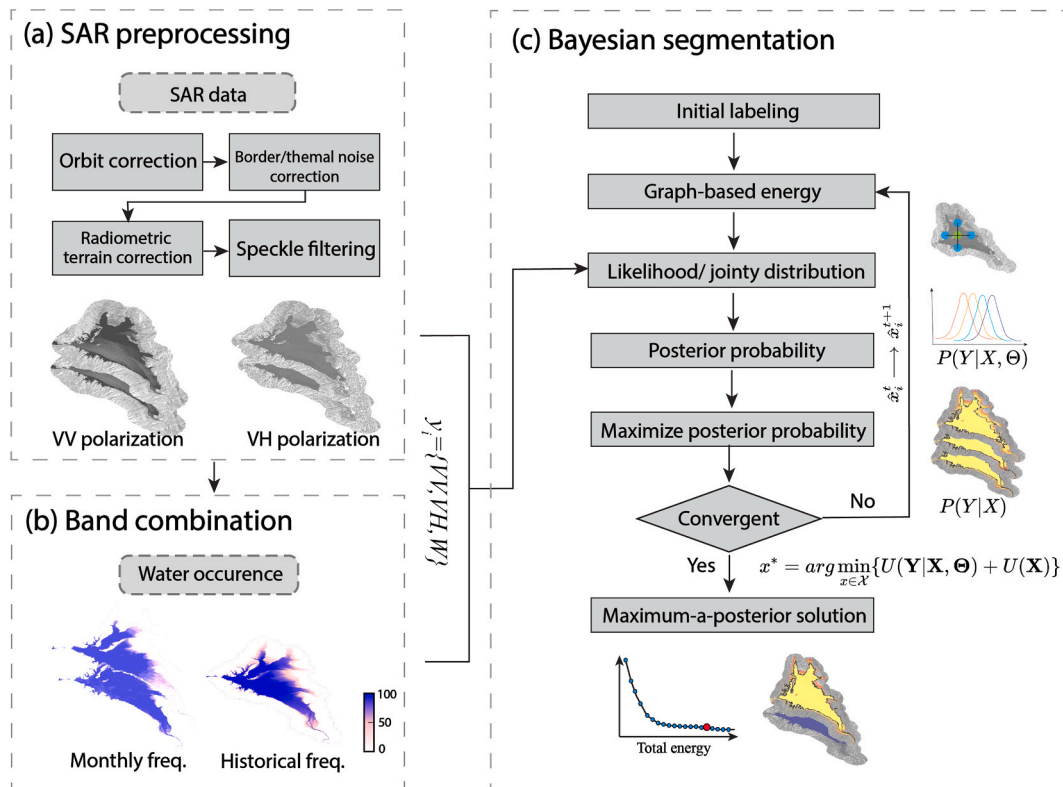 (a) SAR preprocessing
SAR data
Orbit correction
Border/themal noise
correction
Radiometric
terrain correction
Speckle filtering
VV polarization
VH polarization
(b) Band combination
Water occurence
Monthly freq.
Historical freq.
100
50
0
y_i={VV,VH,W}
(c) Bayesian segmentation
Initial labeling
Graph-based energy
Likelihood/ jointy distribution
Posterior probability
Maximize posterior probability
Convergent
No
Yes
x̂_i^t → x̂_i^{t+1}
P(Y|X, Θ)
P(Y|X)
x* = arg min_{x∈𝒳} {U(Y|X, Θ) + U(X)}
Maximum-a-posterior solution
Total energy